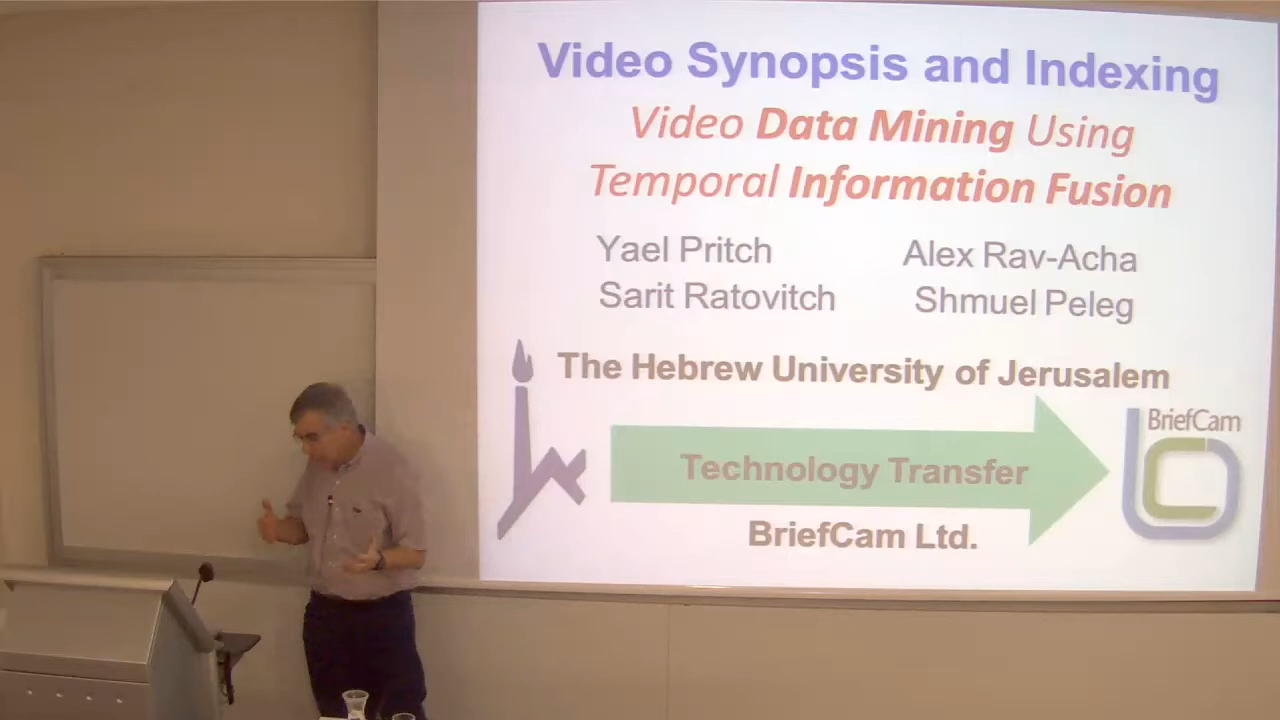 Video Synopsis and Indexing
Video Data Mining Using
Temporal Information Fusion
Yael Pritch Alex Rav-Acha
Sarit Ratovitch Shmuel Peleg
The Hebrew University of Jerusalem
BriefCam
Technology Transfer
BriefCam Ltd.